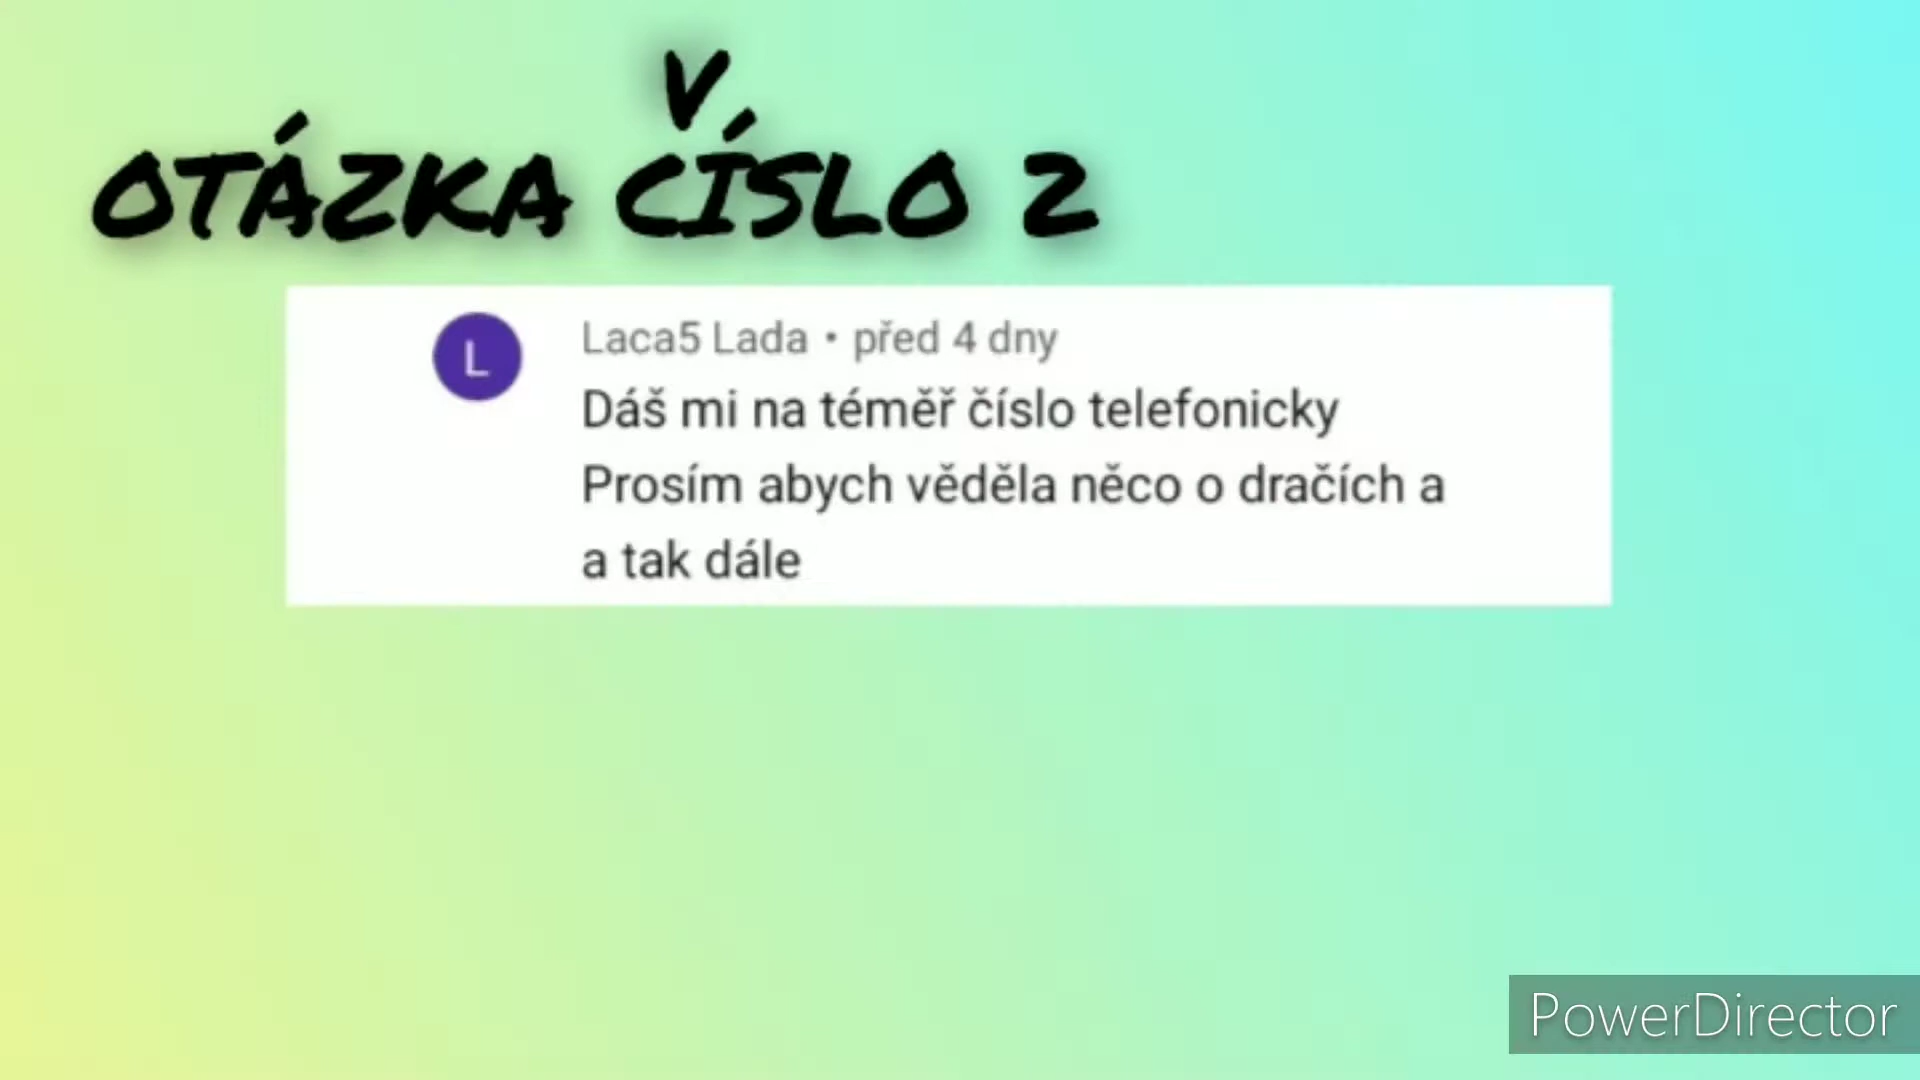 OTÁZKA ČÍSLO 2
L
Laca5 Lada • před 4 dny
Dáš mi na téměř číslo telefonicky
Prosím abych věděla něco o dračích a
a tak dále
PowerDirector